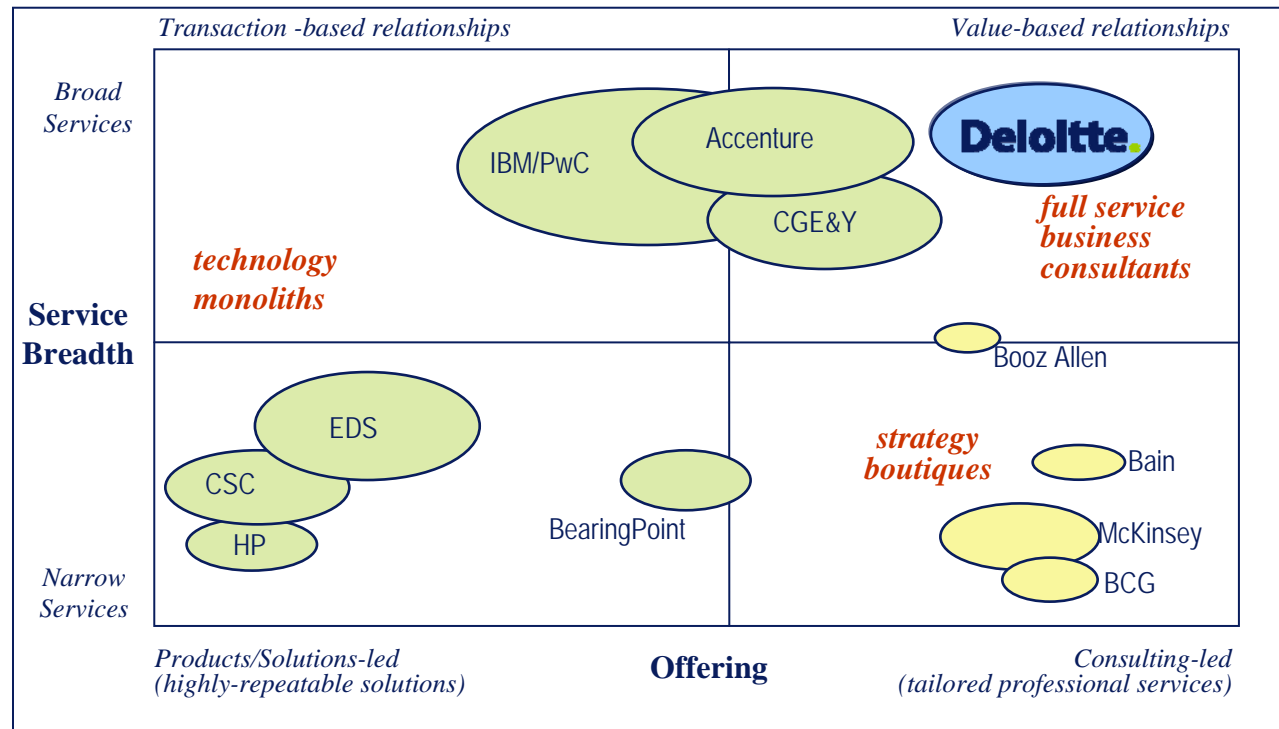 Transaction -based relationships
Value-based relationships
Broad
Services
Deloitte.
Accenture
IBM/PwC
CGE&Y
full service
business
consultants
technology
monoliths
Service
Breadth
Booz Allen
EDS
strategy
boutiques
Bain
CSC
BearingPoint
McKinsey
HP
BCG
Narrow
Services
Products/Solutions-led
(highly-repeatable solutions)
Offering
Consulting-led
(tailored professional services)